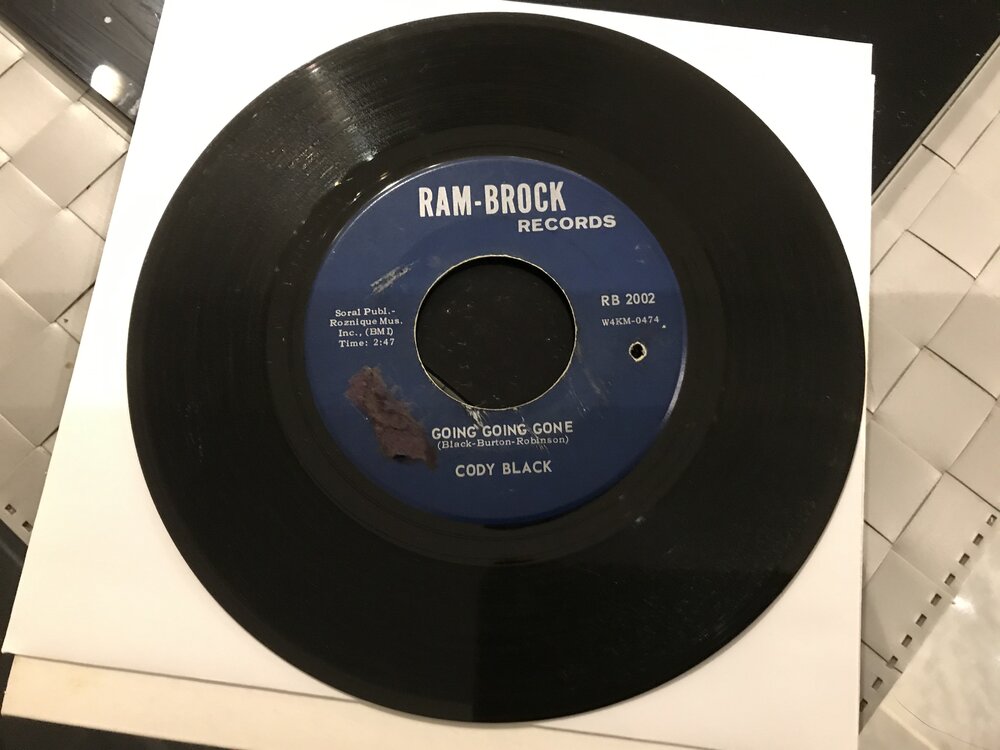 RAM-BROCK
RECORDS
Soral Publ.-
Roznique Mus.
Inc., (BMI)
Time: 2:47
RB 2002
W4KM-0474
GOING GOING GONE
(Black-Burton-Robinson)
CODY BLACK